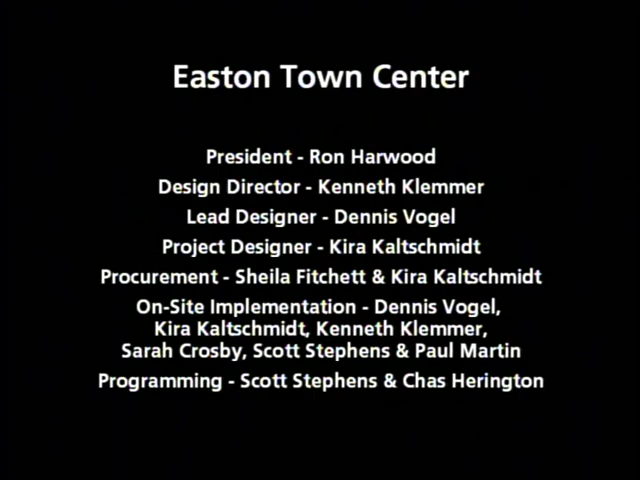 Easton Town Center
President - Ron Harwood
Design Director - Kenneth Klemmer
Lead Designer - Dennis Vogel
Project Designer - Kira Kaltschmidt
Procurement - Sheila Fitchett & Kira Kaltschmidt
On-Site Implementation - Dennis Vogel,
Kira Kaltschmidt, Kenneth Klemmer,
Sarah Crosby, Scott Stephens & Paul Martin
Programming - Scott Stephens & Chas Herington